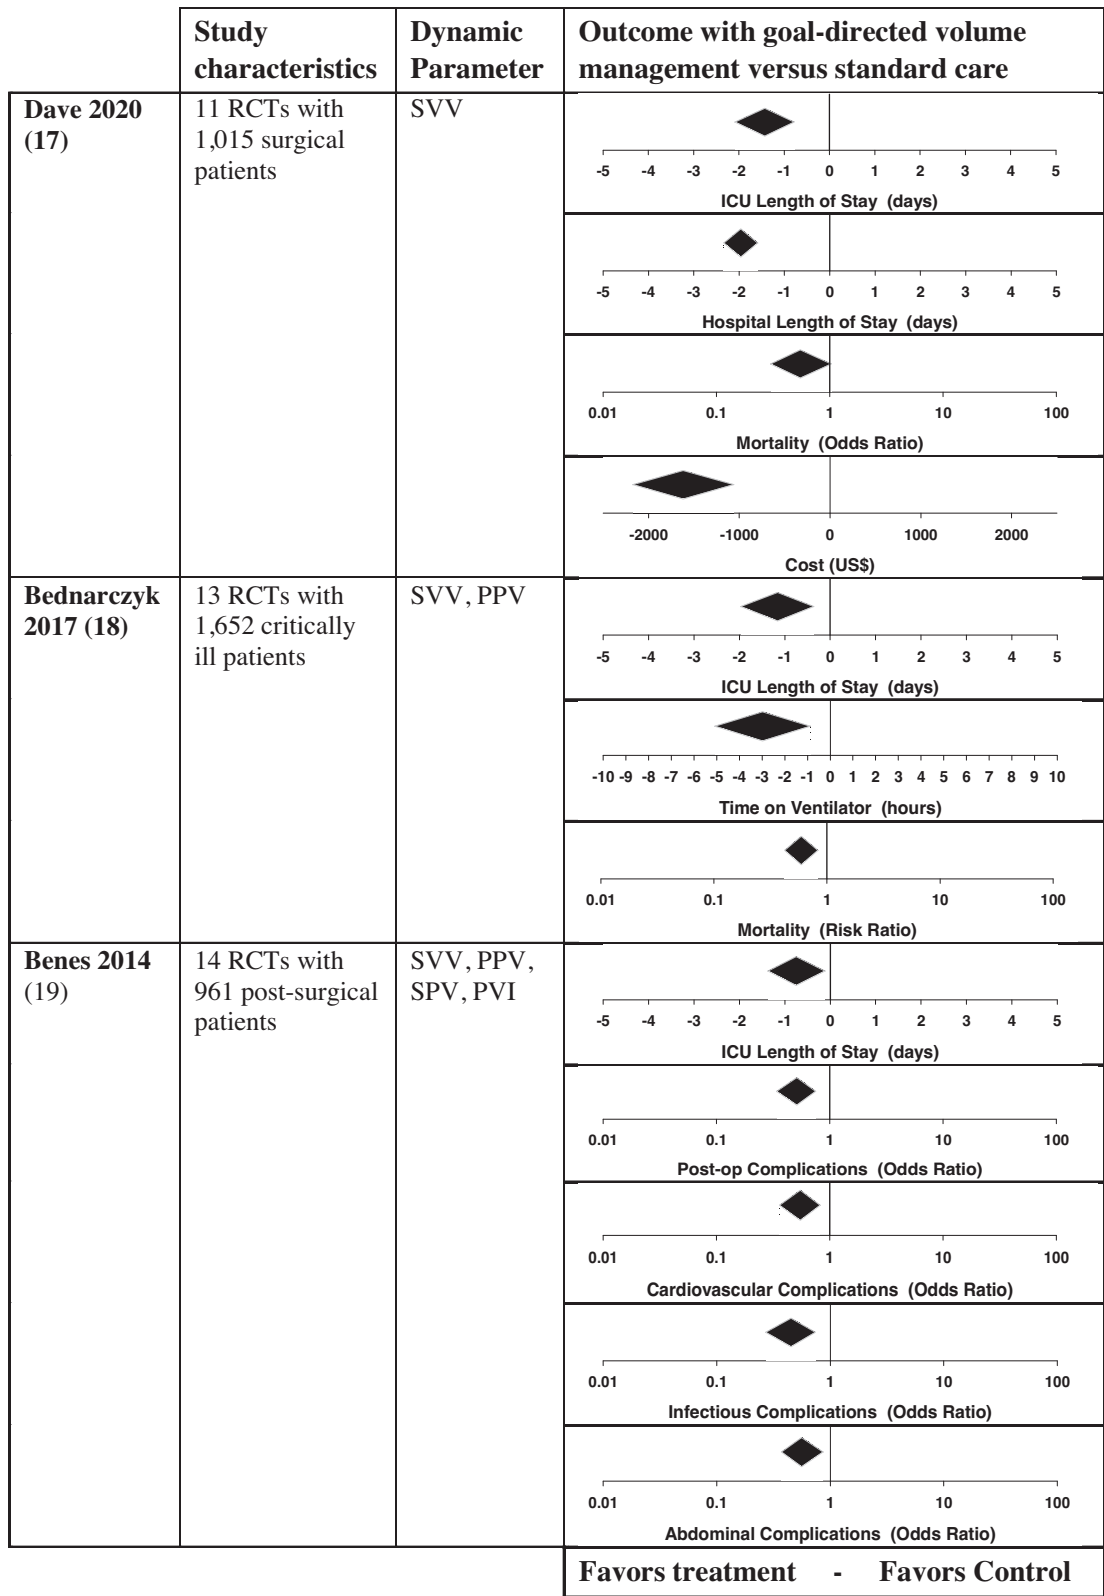 Study characteristics
Dynamic Parameter
Outcome with goal-directed volume management versus standard care
Dave 2020 (17)
11 RCTs with 1,015 surgical patients
SVV
-5 -4 -3 -2 -1 0 1 2 3 4 5
ICU Length of Stay (days)
-5 -4 -3 -2 -1 0 1 2 3 4 5
Hospital Length of Stay (days)
0.01 0.1 1 10 100
Mortality (Odds Ratio)
-2000 -1000 0 1000 2000
Cost (US$)
Bednarczyk 2017 (18)
13 RCTs with 1,652 critically ill patients
SVV, PPV
-5 -4 -3 -2 -1 0 1 2 3 4 5
ICU Length of Stay (days)
-10 -9 -8 -7 -6 -5 -4 -3 -2 -1 0 1 2 3 4 5 6 7 8 9 10
Time on Ventilator (hours)
0.01 0.1 1 10 100
Mortality (Risk Ratio)
Benes 2014 (19)
14 RCTs with 961 post-surgical patients
SVV, PPV, SPV, PVI
-5 -4 -3 -2 -1 0 1 2 3 4 5
ICU Length of Stay (days)
0.01 0.1 1 10 100
Post-op Complications (Odds Ratio)
0.01 0.1 1 10 100
Cardiovascular Complications (Odds Ratio)
0.01 0.1 1 10 100
Infectious Complications (Odds Ratio)
0.01 0.1 1 10 100
Abdominal Complications (Odds Ratio)
Favors treatment - Favors Control